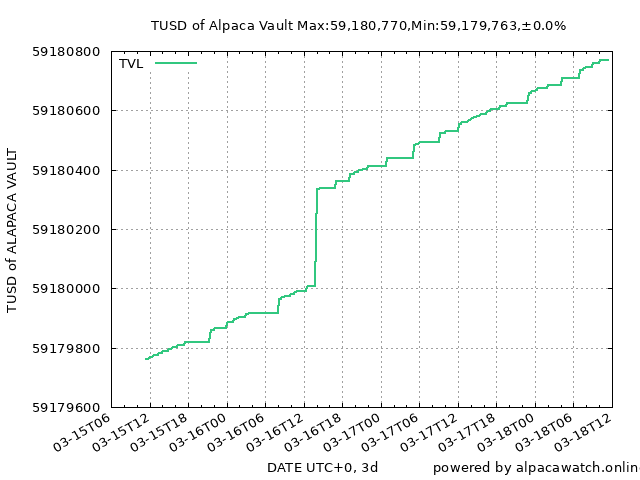 TUSD of Alpaca Vault Max:59,180,770,Min:59,179,763,±0.0%
TVL
59180800
59180600
59180400
59180200
59180000
59179800
59179600
TUSD of ALAPACA VAULT
03-15T06
03-15T12
03-15T18
03-16T00
03-16T06
03-16T12
03-16T18
03-17T00
03-17T06
03-17T12
03-17T18
03-18T00
03-18T06
03-18T12
DATE UTC+0, 3d
powered by alpacawatch.onlin